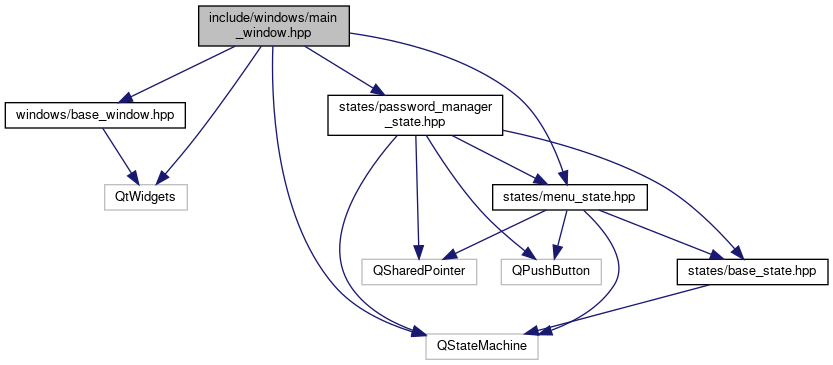 include/windows/main
_window.hpp
windows/base_window.hpp
states/password_manager
_state.hpp
QtWidgets
states/menu_state.hpp
QSharedPointer
QPushButton
states/base_state.hpp
QStateMachine